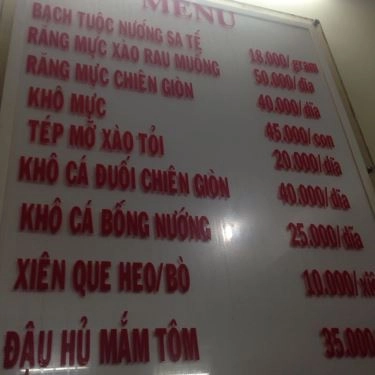 MENU
BẠCH TUỘC NƯỚNG SA TẾ 18.000/gram
RĂNG MỰC XÀO RAU MUỐNG 50.000/dĩa
RĂNG MỰC CHIÊN GIÒN 40.000/dĩa
KHÔ MỰC 45.000/con
TÉP MỠ XÀO TỎI 20.000/dĩa
KHÔ CÁ ĐUỐI CHIÊN GIÒN 40.000/dĩa
KHÔ CÁ BỐNG NƯỚNG 25.000/dĩa
XIÊN QUE HEO/BÒ 10.000/
ĐẬU HỦ MẮM TÔM 35.000